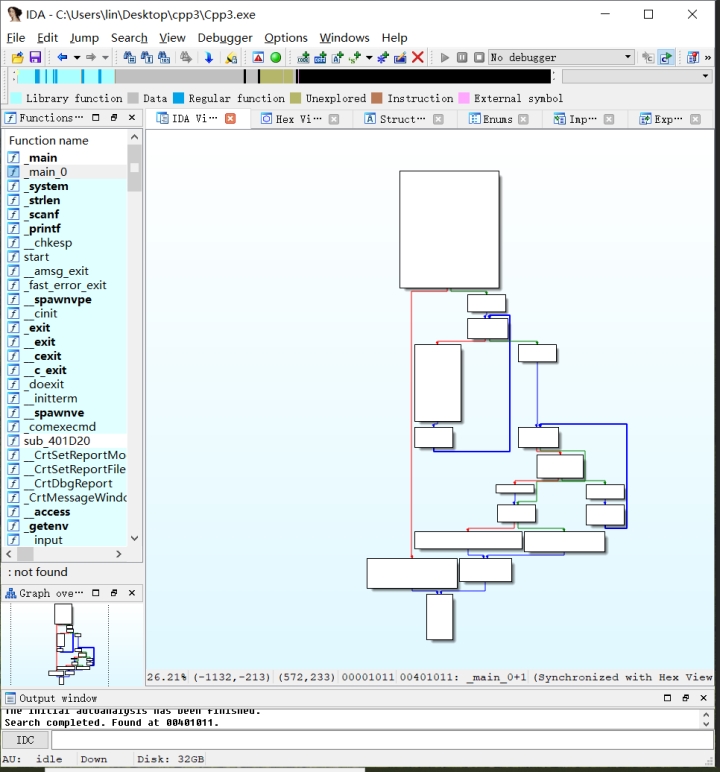 IDA - C:\Users\lin\Desktop\cpp3\Cpp3.exe
File Edit Jump Search View Debugger Options Windows Help
No debugger
Library function Data Regular function Unexplored Instruction External symbol
Functions··· IDA Vi··· Hex Vi··· Struct··· Enums Imp··· Exp···
Function name
_main
_main_0
_system
_strlen
_scanf
_printf
__chkesp
start
__amsg_exit
_fast_error_exit
__spawnvpe
__cinit
_exit
__exit
__cexit
__c_exit
_doexit
__initterm
__spawnve
_comexecmd
sub_401D20
__CrtSetReportMo
__CrtSetReportFile
__CrtDbgReport
_CrtMessageWindo
__access
_getenv
__input
: not found
Graph ove···
26.21% (-1132,-213) (572,233) 00001011 00401011: _main_0+1 (Synchronized with Hex View
Output window
The initial autoanalysis has been finished.
Search completed. Found at 00401011.
IDC
AU: idle Down Disk: 32GB